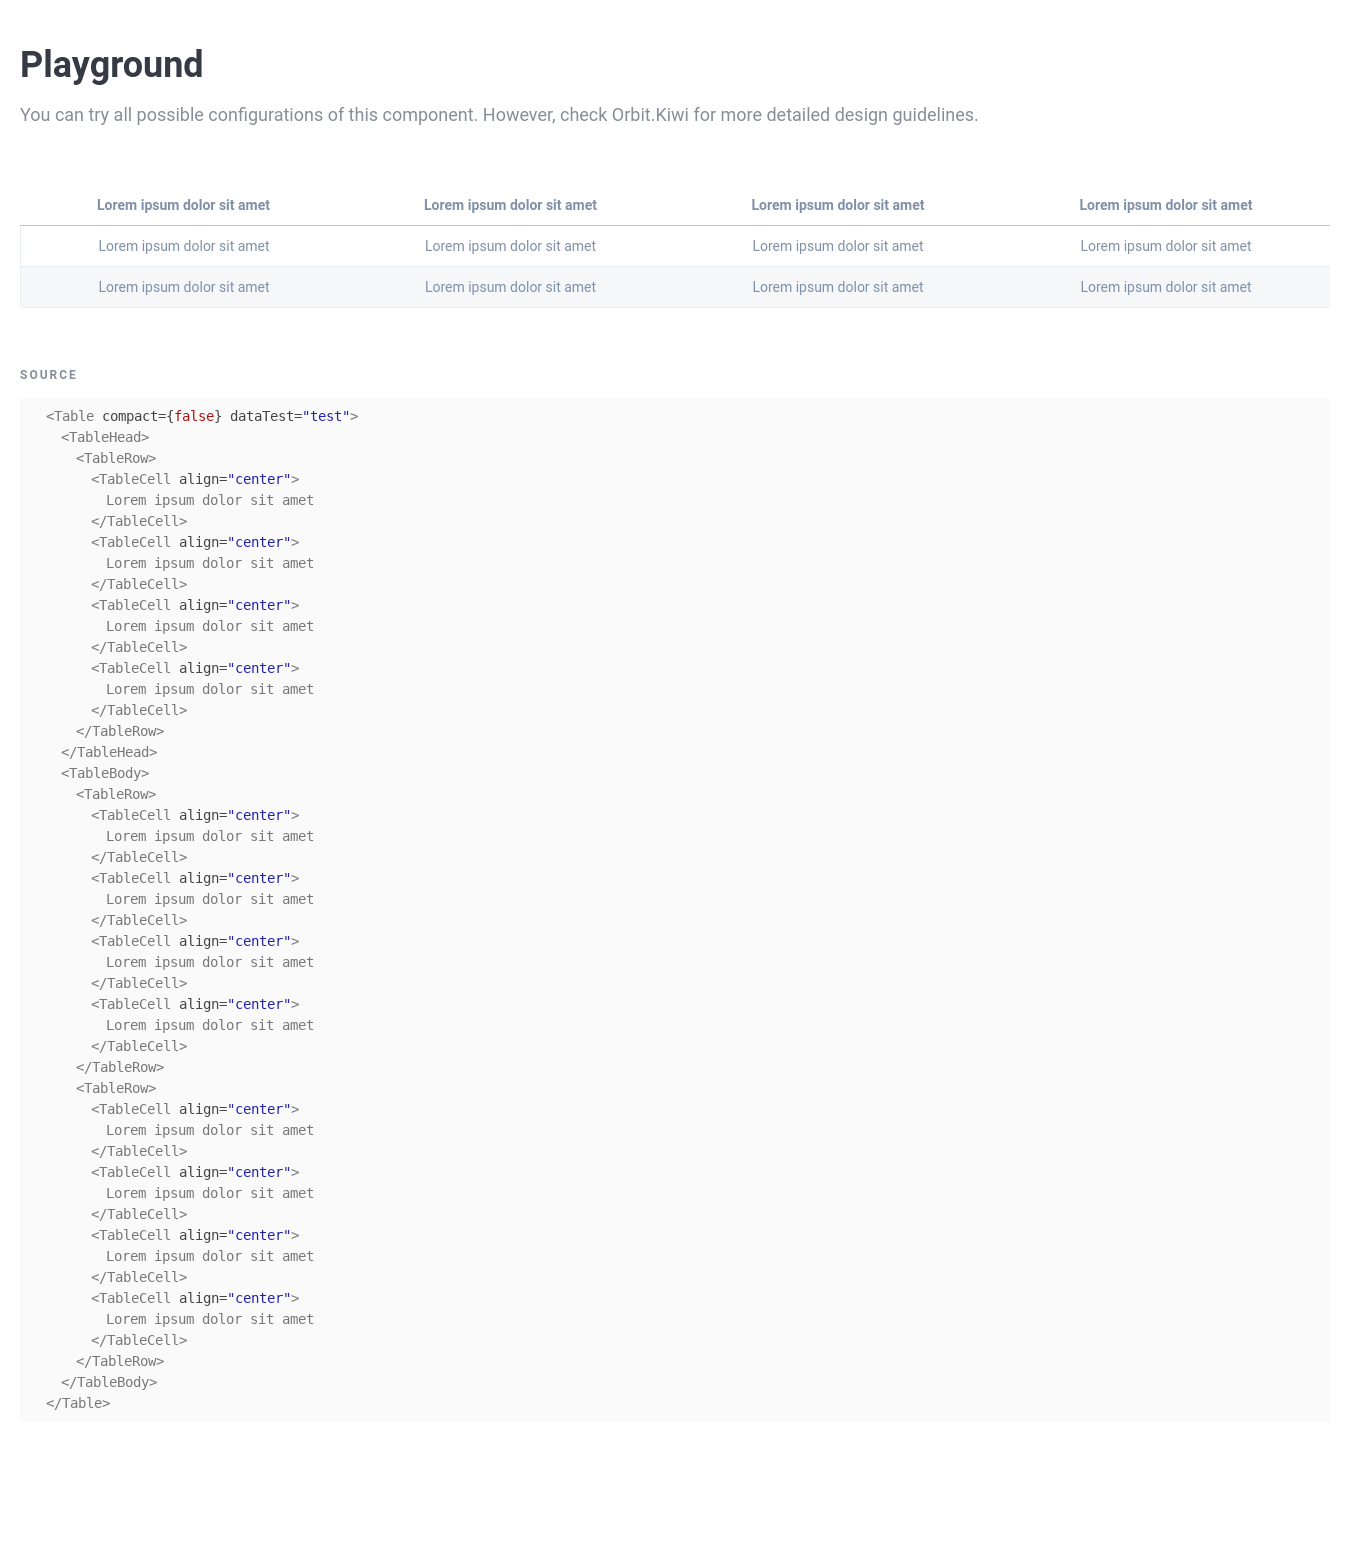 Playground
You can try all possible configurations of this component. However, check Orbit.Kiwi for more detailed design guidelines.
Lorem ipsum dolor sit amet Lorem ipsum dolor sit amet Lorem ipsum dolor sit amet Lorem ipsum dolor sit amet
Lorem ipsum dolor sit amet Lorem ipsum dolor sit amet Lorem ipsum dolor sit amet Lorem ipsum dolor sit amet
Lorem ipsum dolor sit amet Lorem ipsum dolor sit amet Lorem ipsum dolor sit amet Lorem ipsum dolor sit amet
SOURCE
<Table compact={false} dataTest="test">
<TableHead>
<TableRow>
<TableCell align="center">
Lorem ipsum dolor sit amet
</TableCell>
<TableCell align="center">
Lorem ipsum dolor sit amet
</TableCell>
<TableCell align="center">
Lorem ipsum dolor sit amet
</TableCell>
<TableCell align="center">
Lorem ipsum dolor sit amet
</TableCell>
</TableRow>
</TableHead>
<TableBody>
<TableRow>
<TableCell align="center">
Lorem ipsum dolor sit amet
</TableCell>
<TableCell align="center">
Lorem ipsum dolor sit amet
</TableCell>
<TableCell align="center">
Lorem ipsum dolor sit amet
</TableCell>
<TableCell align="center">
Lorem ipsum dolor sit amet
</TableCell>
</TableRow>
<TableRow>
<TableCell align="center">
Lorem ipsum dolor sit amet
</TableCell>
<TableCell align="center">
Lorem ipsum dolor sit amet
</TableCell>
<TableCell align="center">
Lorem ipsum dolor sit amet
</TableCell>
<TableCell align="center">
Lorem ipsum dolor sit amet
</TableCell>
</TableRow>
</TableBody>
</Table>